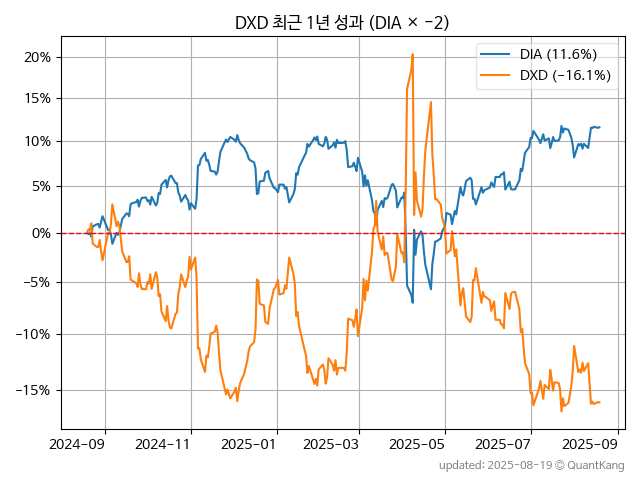 DXD 최근 1년 성과 (DIA × −2)
DIA (11.6%)
DXD (−16.1%)
20%
15%
10%
5%
0%
−5%
−10%
−15%
2024-09 2024-11 2025-01 2025-03 2025-05 2025-07 2025-09
updated: 2025-08-19 © QuantKang